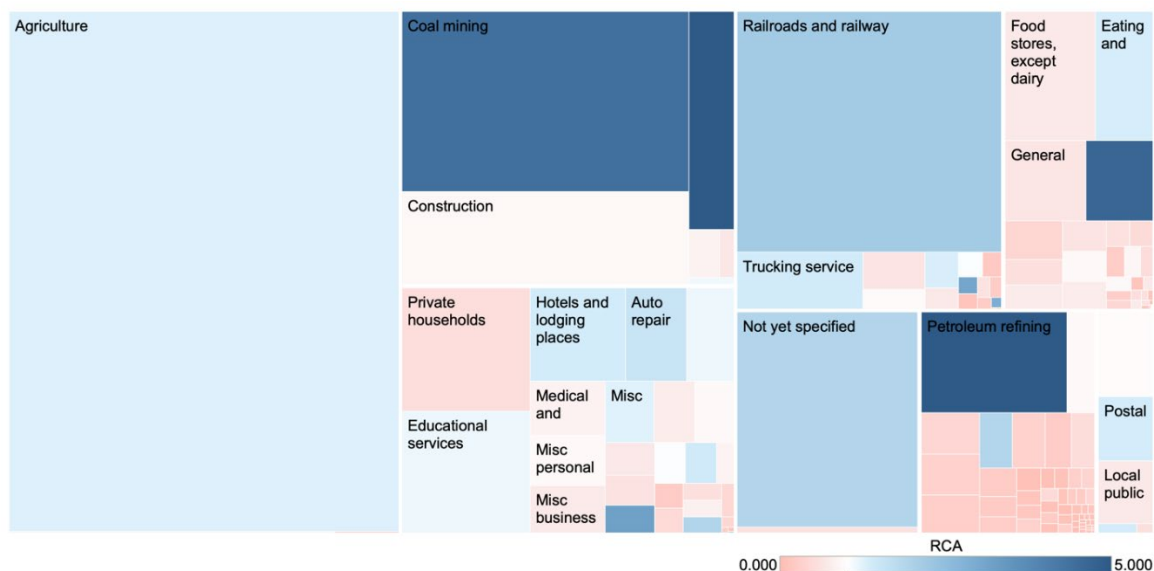 Agriculture
Coal mining
Construction
Railroads and railway
Trucking service
Food
stores,
except
dairy
Eating
and
General
Private
households
Educational
services
Hotels and
lodging
places
Auto
repair
Medical
and
Misc
Misc
personal
Misc
business
Not yet specified
Petroleum refining
Postal
Local
public
RCA
0.000
5.000